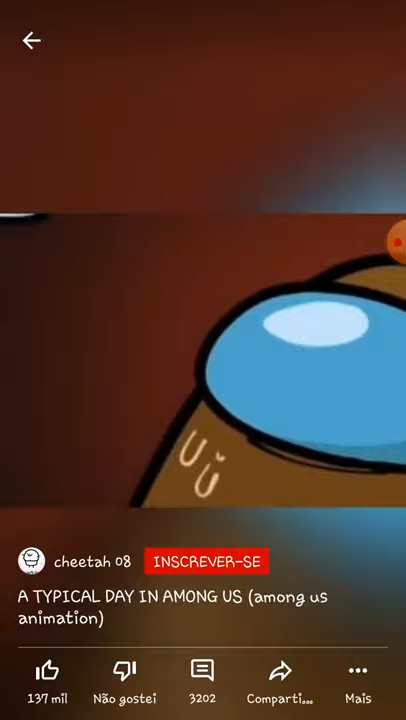 cheetah 08 INSCREVER-SE
A TYPICAL DAY IN AMONG US (among us
animation)
137 mil Não gostei 3202 Comparti... Mais